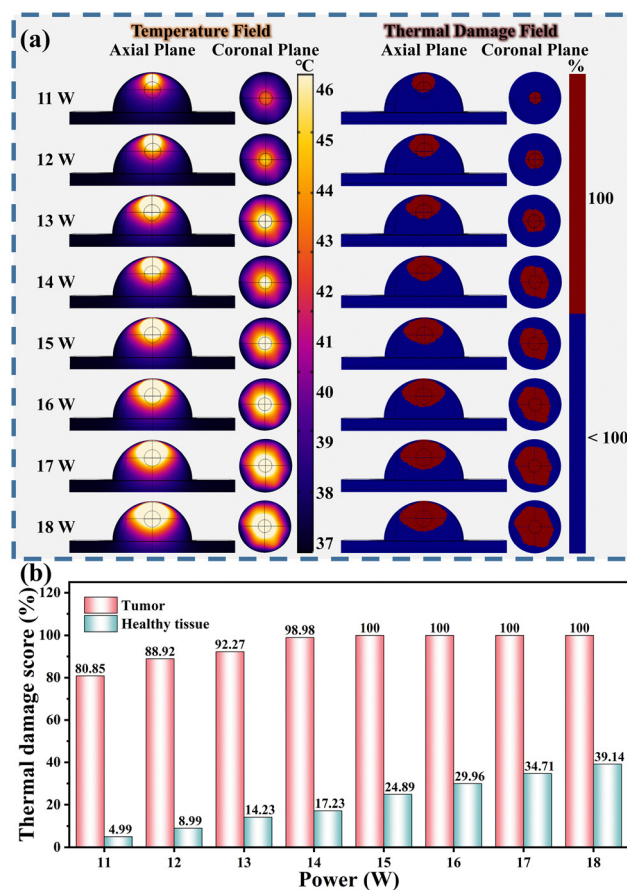 (a)
Temperature Field
Thermal Damage Field
Axial Plane
Coronal Plane
Axial Plane
Coronal Plane
°C
%
11 W
12 W
13 W
14 W
15 W
16 W
17 W
18 W
46
45
44
43
42
41
40
39
38
37
100
< 100
(b)
Thermal damage score (%)
120
100
80
60
40
20
0
Tumor
Healthy tissue
80.85
4.99
88.92
8.99
92.27
14.23
98.98
17.23
100
24.89
100
29.96
100
34.71
100
39.14
11
12
13
14
15
16
17
18
Power (W)